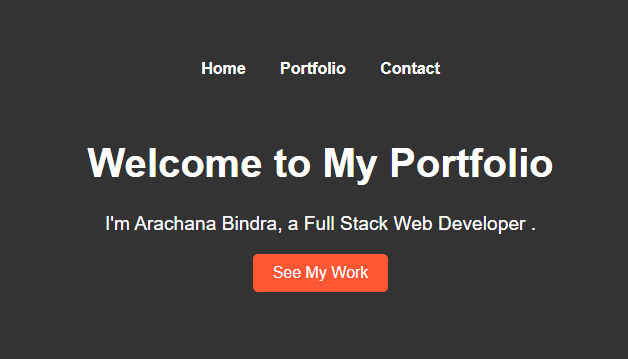 Home Portfolio Contact
Welcome to My Portfolio
I'm Arachana Bindra, a Full Stack Web Developer .
See My Work